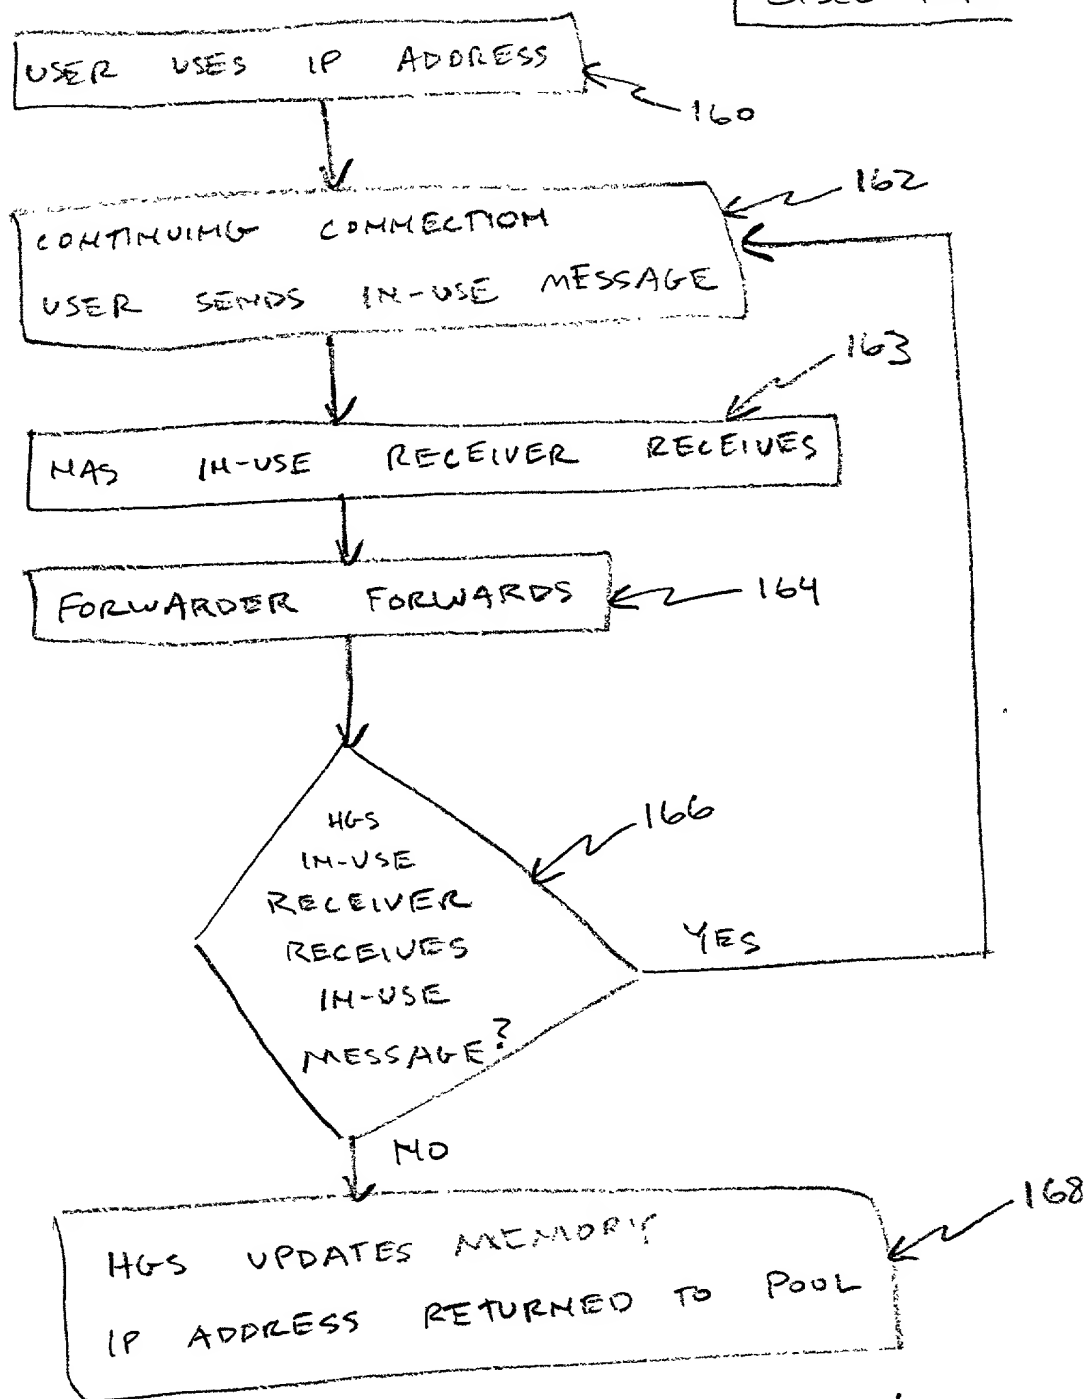 USER USES IP ADDRESS
160
162
CONTINUING CONNECTION
USER SENDS IN-USE MESSAGE
163
NAS IN-USE RECEIVER RECEIVES
FORWARDER FORWARDS
164
166
HGS
IN-USE
RECEIVER
RECEIVES
IN-USE
MESSAGE?
YES
NO
168
HGS UPDATES MEMORY
IP ADDRESS RETURNED TO POOL